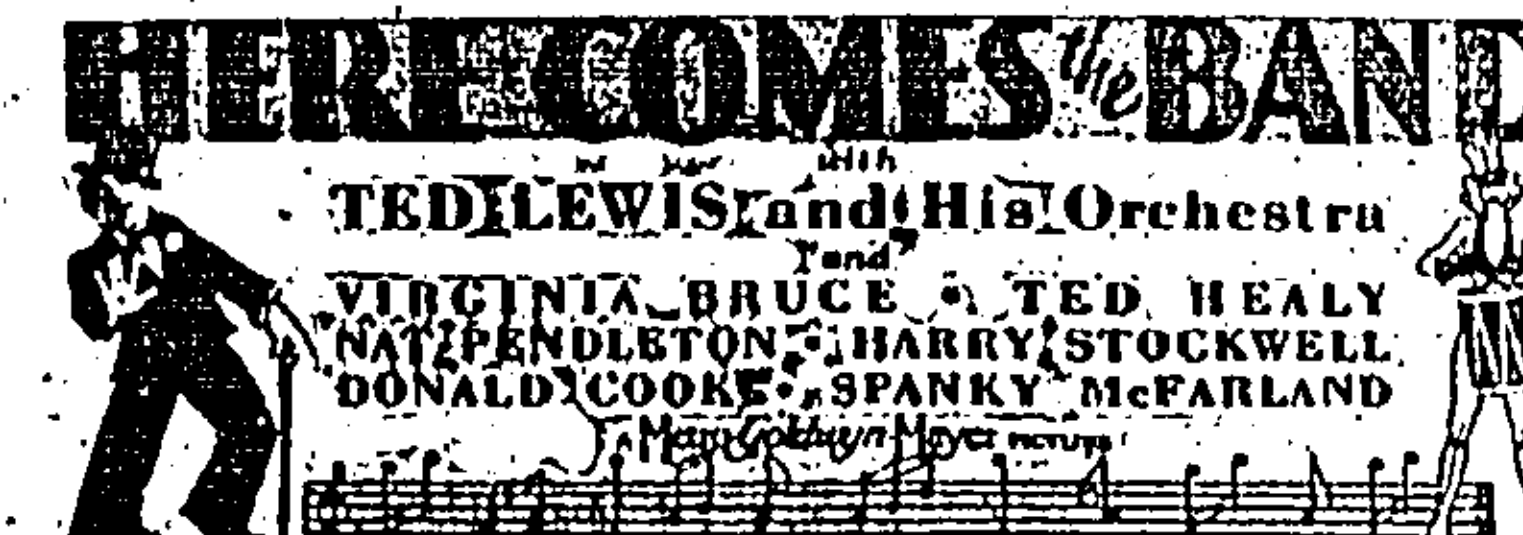 HERE COMES the BAND
with
TED LEWIS and His Orchestra
and
VIRGINIA BRUCE • TED HEALY
NAT PENDLETON • HARRY STOCKWELL
DONALD COOK • SPANKY McFARLAND
A Metro-Goldwyn-Mayer PICTURE